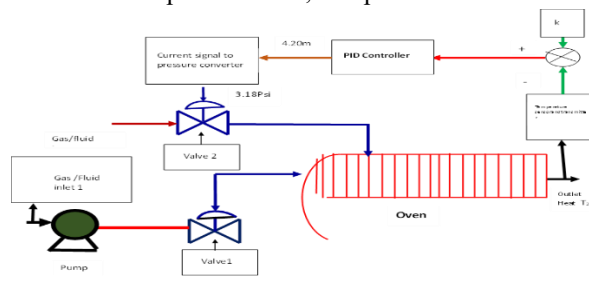 k
4.20m
+
Current signal to
pressure converter
PID Controller
-
3.18Psi
Gas/fluid
Valve 2
Gas /Fluid
inlet 1
Oven
Outlet
Heat
Pump
Valve1